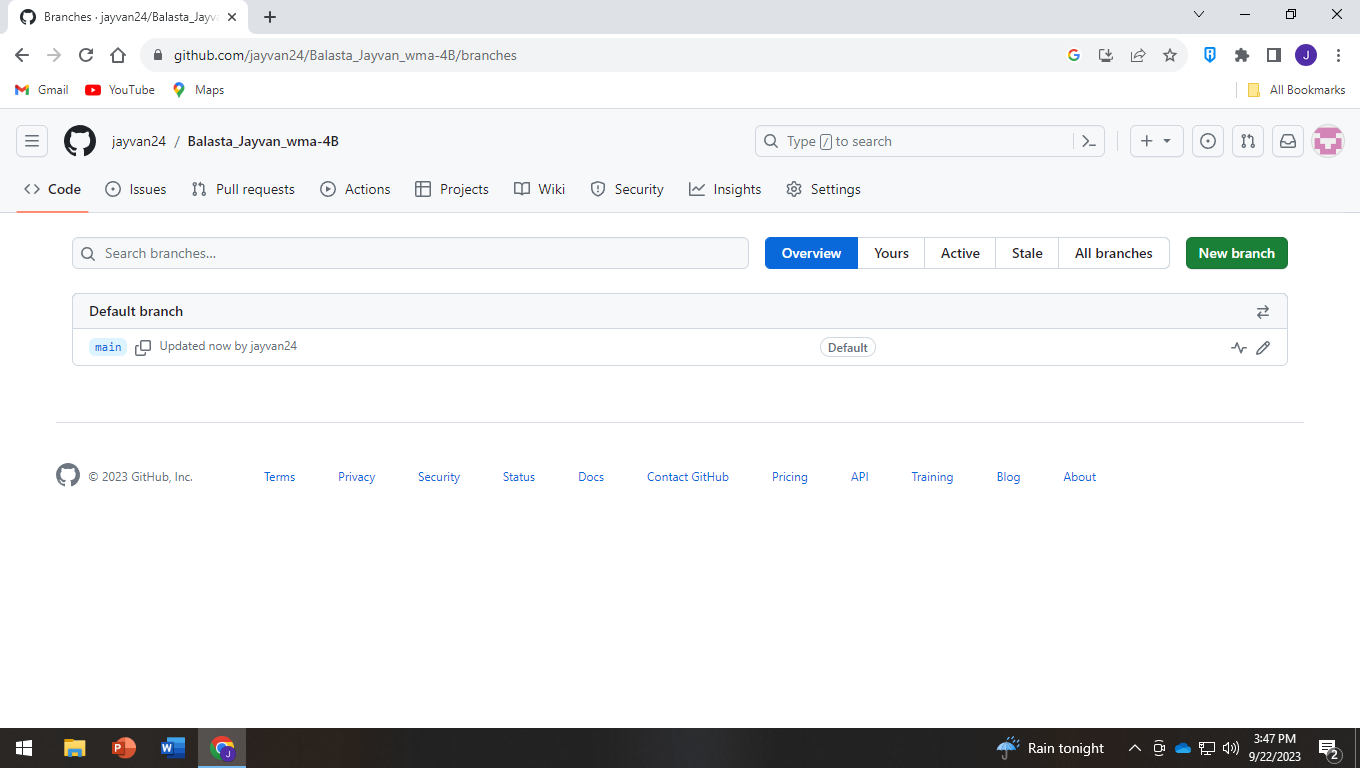 Branches · jayvan24/Balasta_Jayva
github.com/jayvan24/Balasta_Jayvan_wma-4B/branches
J
Gmail YouTube Maps All Bookmarks
jayvan24 / Balasta_Jayvan_wma-4B Type / to search
Code Issues Pull requests Actions Projects Wiki Security Insights Settings
Search branches... Overview Yours Active Stale All branches New branch
Default branch
main Updated now by jayvan24 Default
© 2023 GitHub, Inc. Terms Privacy Security Status Docs Contact GitHub Pricing API Training Blog About
P W J Rain tonight 3:47 PM
9/22/2023 2